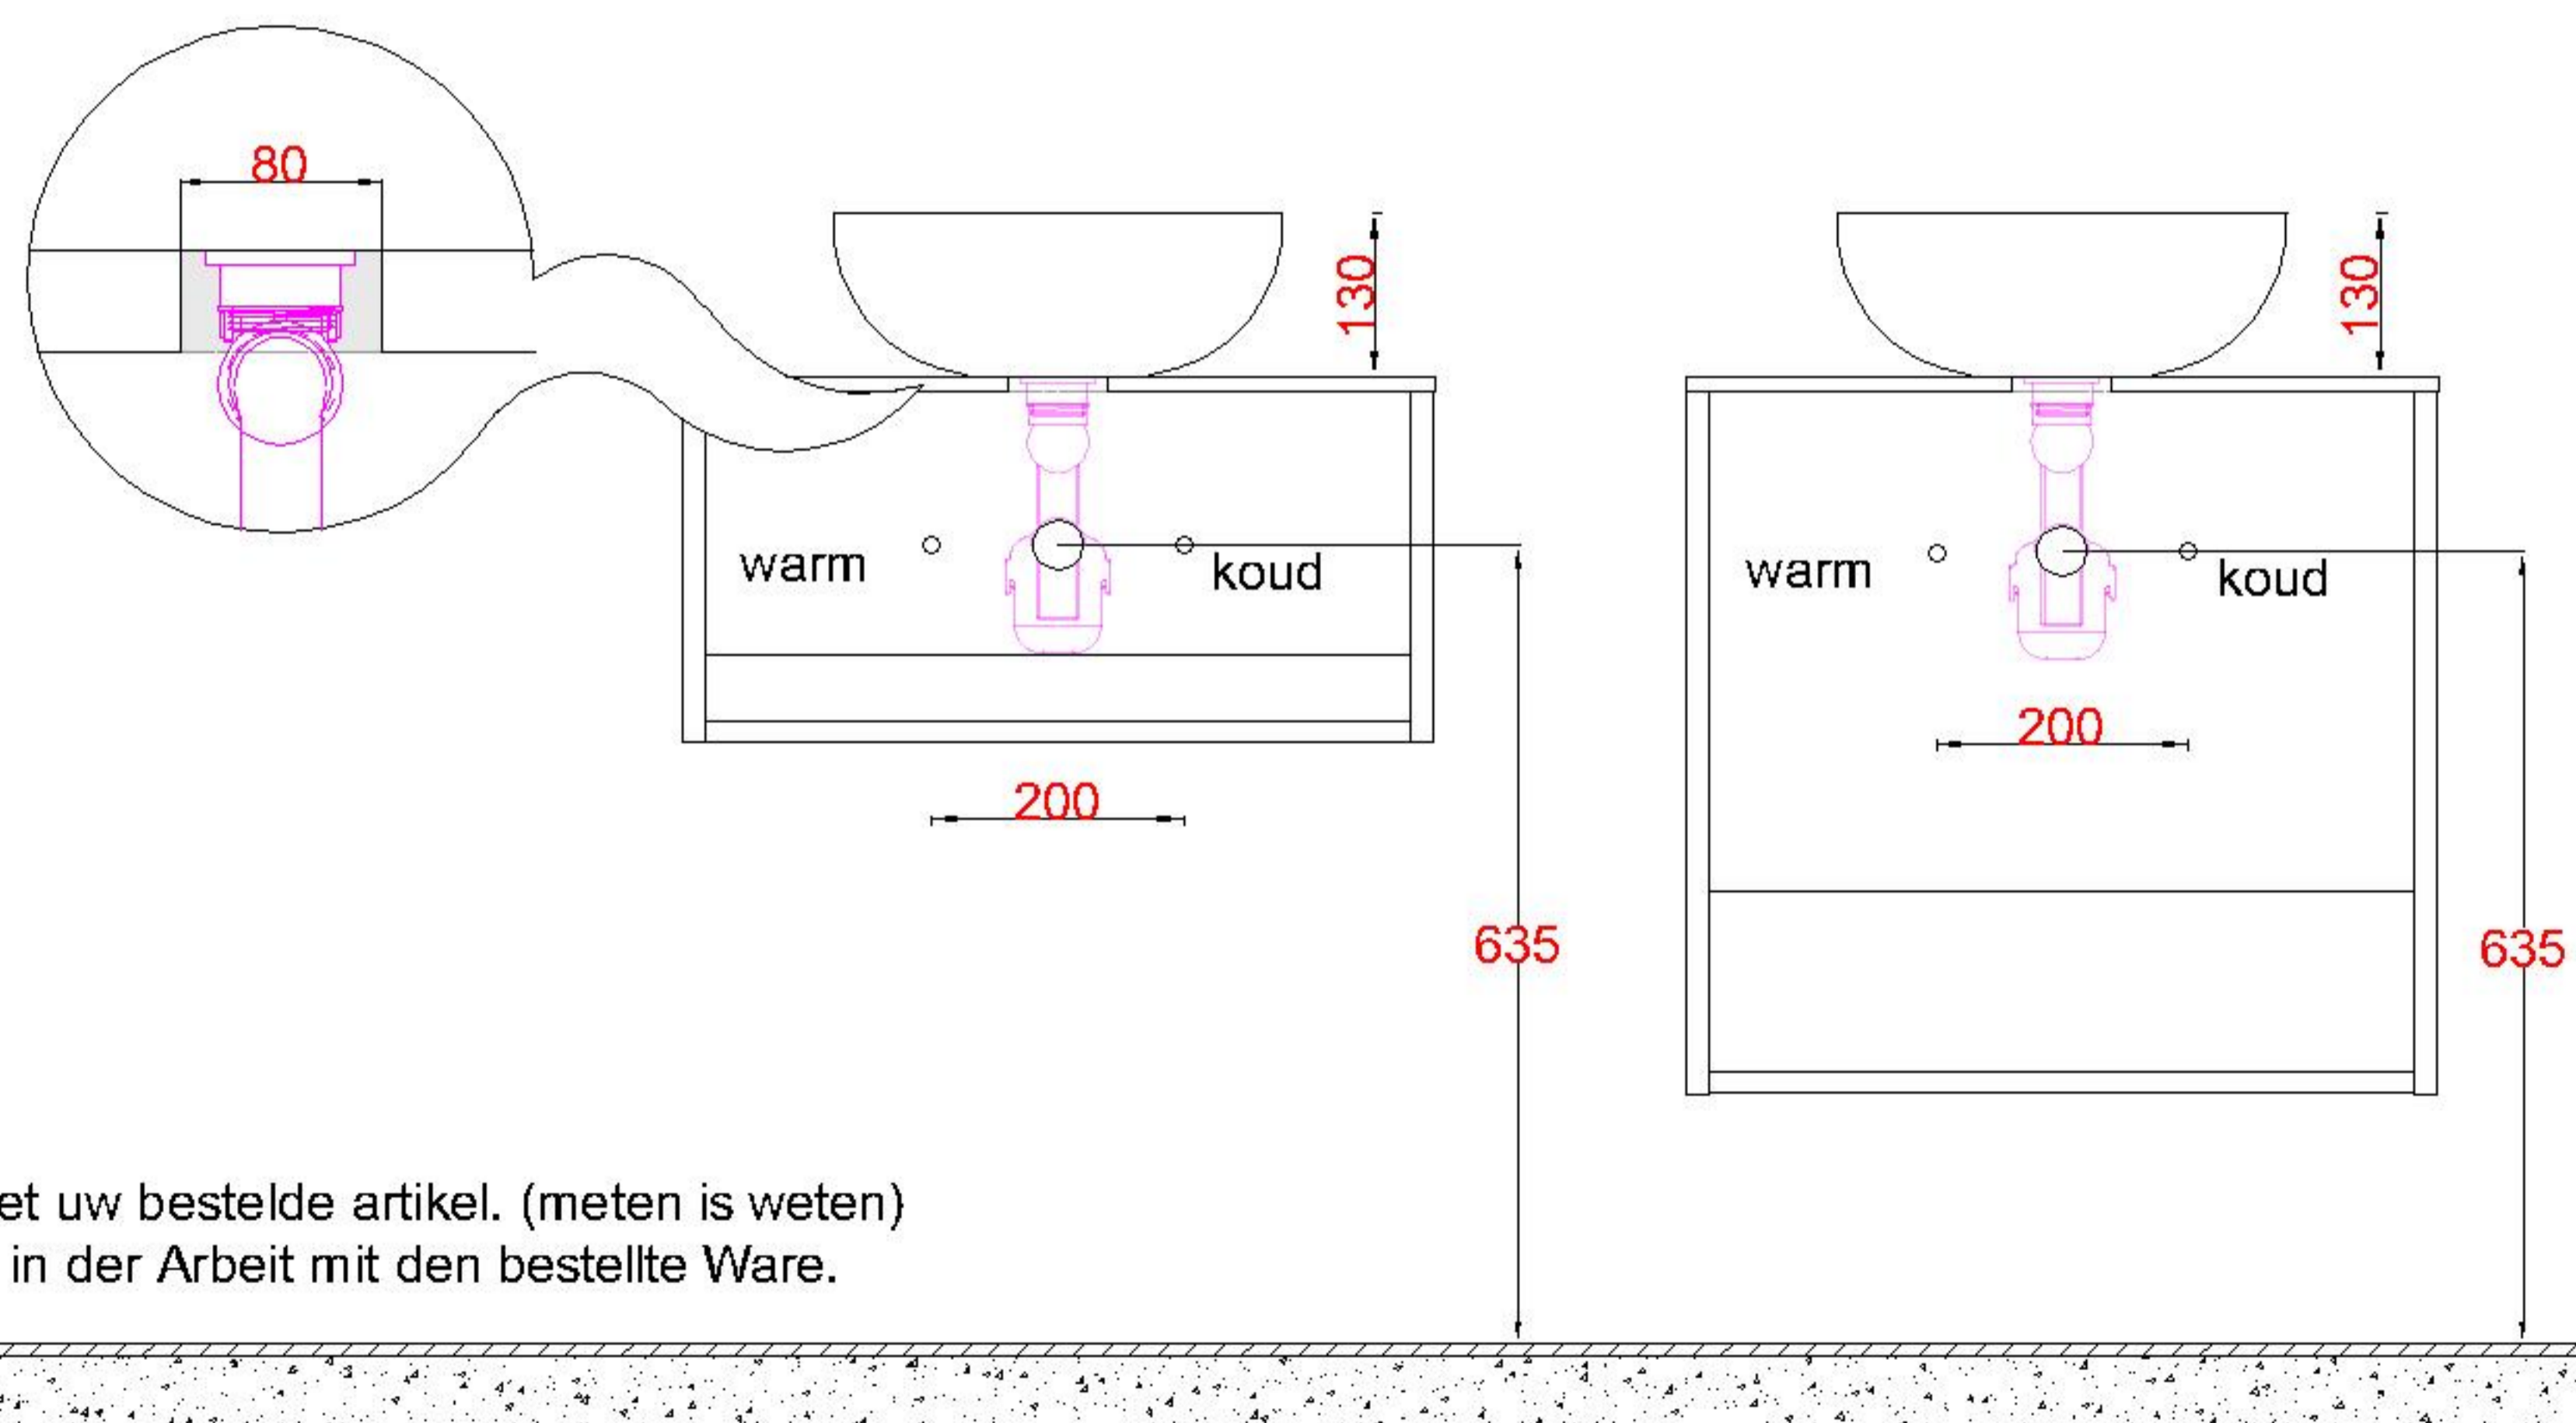 80
130
130
warm
koud
warm
koud
200
200
635
635
et uw bestelde artikel. (meten is weten)
in der Arbeit mit den bestellte Ware.